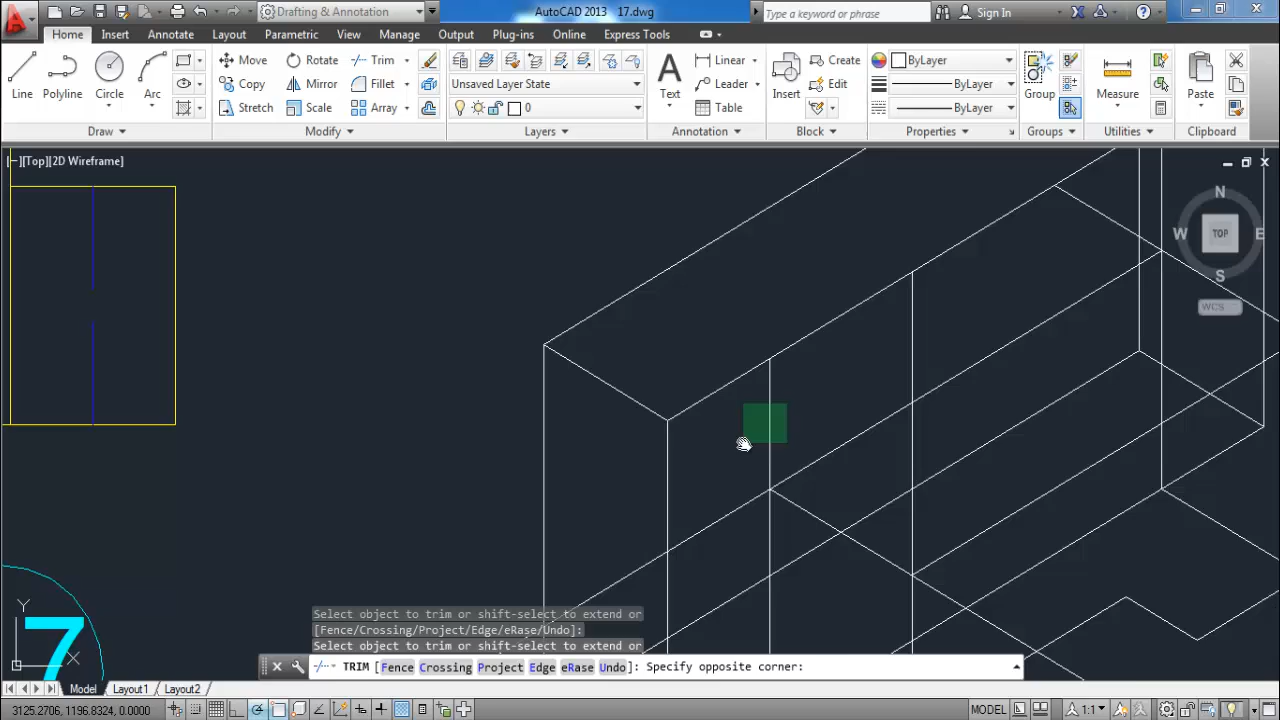 Drafting & Annotation
AutoCAD 2013 17.dwg
Type a keyword or phrase
Sign In
Home Insert Annotate Layout Parametric View Manage Output Plug-ins Online Express Tools
Line Polyline Circle Arc
Move Rotate Trim
Copy Mirror Fillet
Stretch Scale Array
Unsaved Layer State
0
Text
Linear
Leader
Table
Insert
Create
Edit
ByLayer
ByLayer
ByLayer
Group
Measure
Paste
Draw Modify Layers Annotation Block Properties Groups Utilities Clipboard
[−][Top][2D Wireframe]
N
W TOP E
S
WCS
7
Y
X
Select object to trim or shift-select to extend or
[Fence/Crossing/Project/Edge/eRase/Undo]:
Select object to trim or shift-select to extend or
TRIM [Fence Crossing Project Edge eRase Undo]: Specify opposite corner:
Model Layout1 Layout2
3125.2706, 1196.8324, 0.0000
MODEL
1:1